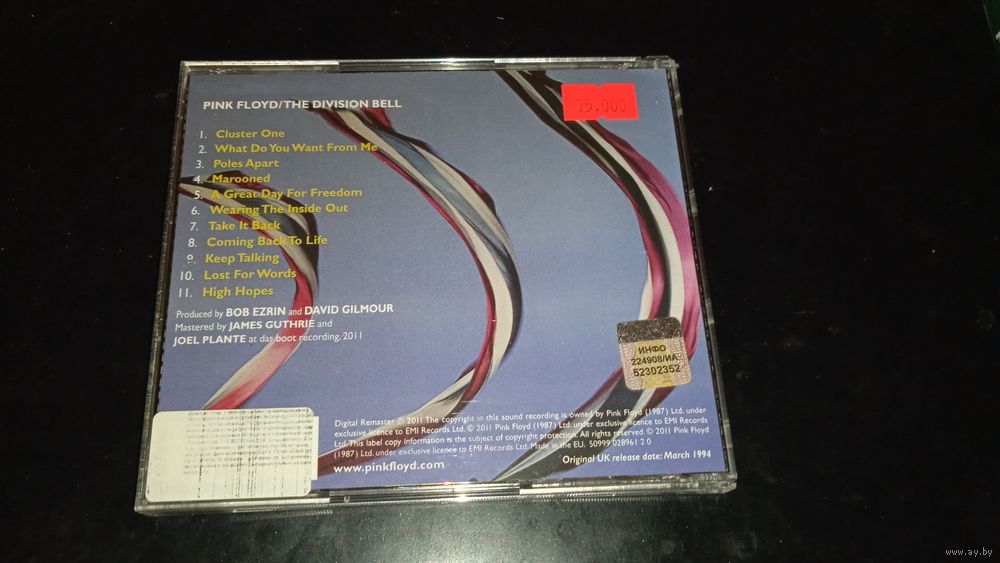 PINK FLOYD/THE DIVISION BELL
75.000
1. Cluster One
2. What Do You Want From Me
3. Poles Apart
4. Marooned
5. A Great Day For Freedom
6. Wearing The Inside Out
7. Take It Back
8. Coming Back To Life
9. Keep Talking
10. Lost For Words
11. High Hopes
Produced by BOB EZRIN and DAVID GILMOUR
Mastered by JAMES GUTHRIE and
JOEL PLANTE at das boot recording, 2011
ИНФО
224908/ИА
52302352
Digital Remaster ℗ 2011 The copyright in this sound recording is owned by Pink Floyd (1987) Ltd. under
exclusive licence to EMI Records Ltd. © 2011 Pink Floyd (1987) Ltd. under exclusive licence to EMI Records
Ltd. This label copy information is the subject of copyright protection. All rights reserved. © 2011 Pink Floyd
(1987) Ltd. under exclusive licence to EMI Records Ltd. Made in the EU. 50999 028961 2 0
www.pinkfloyd.com
Original UK release date: March 1994
www.ay.by